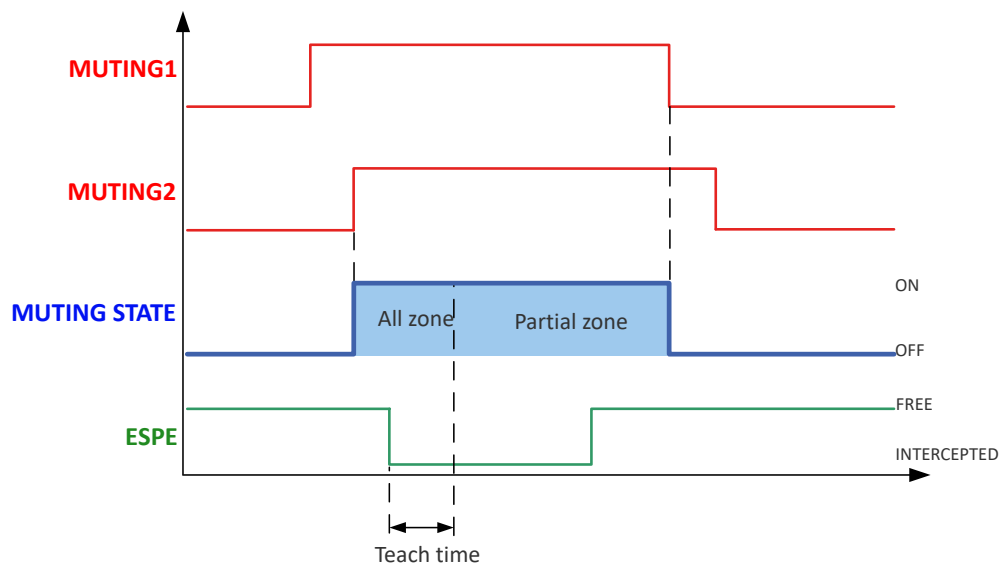 MUTING1
MUTING2
MUTING STATE
All zone
Partial zone
ON
OFF
ESPE
FREE
INTERCEPTED
Teach time